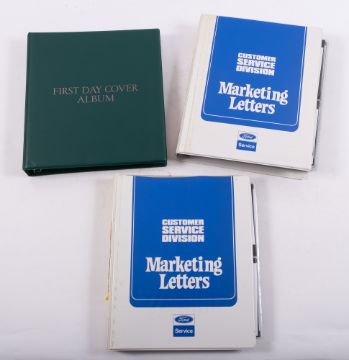 FIRST DAY COVER
ALBUM
CUSTOMER
SERVICE
DIVISION
Marketing
Letters
Ford
Service
CUSTOMER
SERVICE
DIVISION
Marketing
Letters
Ford
Service